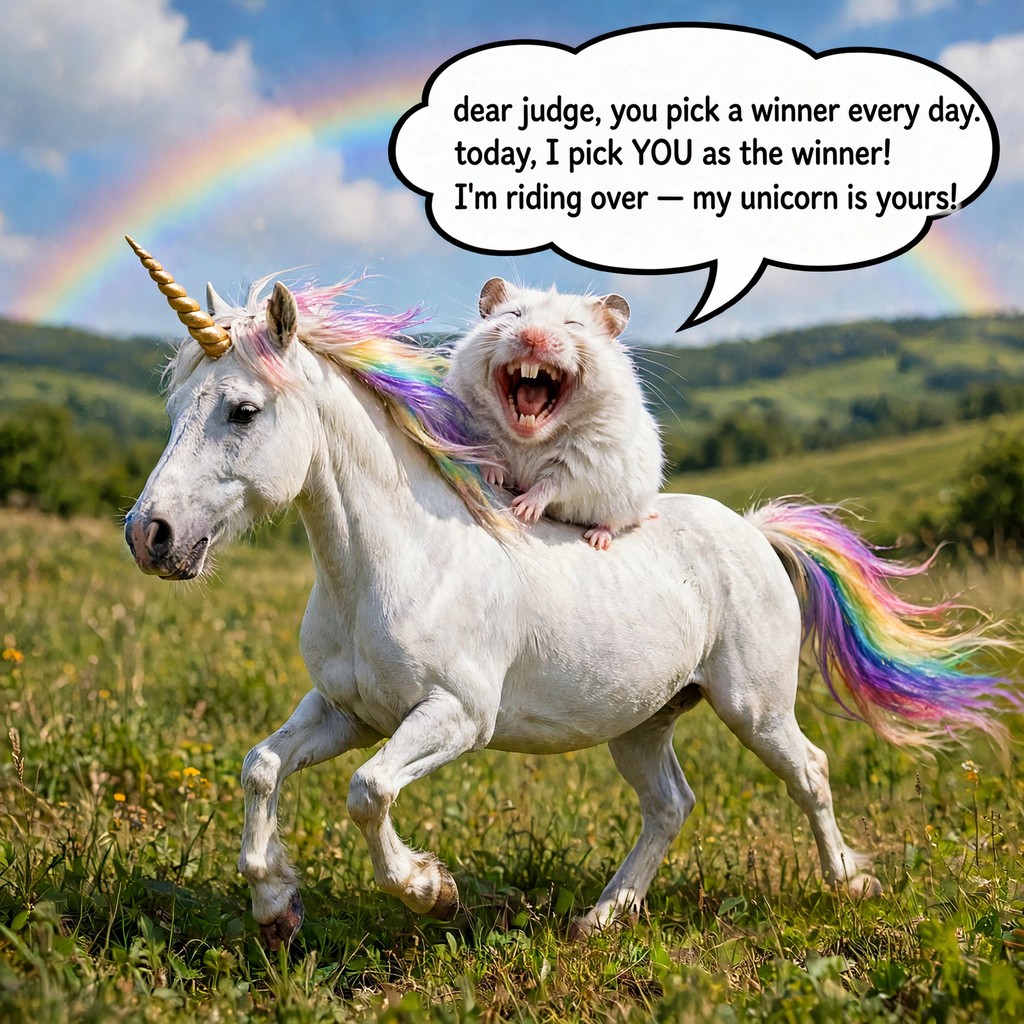 dear judge, you pick a winner every day.
today, I pick YOU as the winner!
I'm riding over — my unicorn is yours!